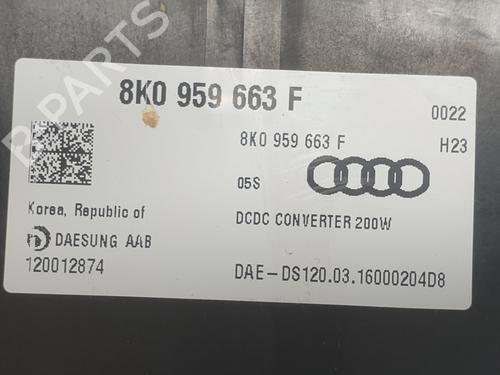 8K0 959 663 F
0022
8K0 959 663 F
H23
05S
Korea, Republic of
DCDC CONVERTER 200W
DAESUNG AAB
120012874
DAE-DS120.03.16000204D8